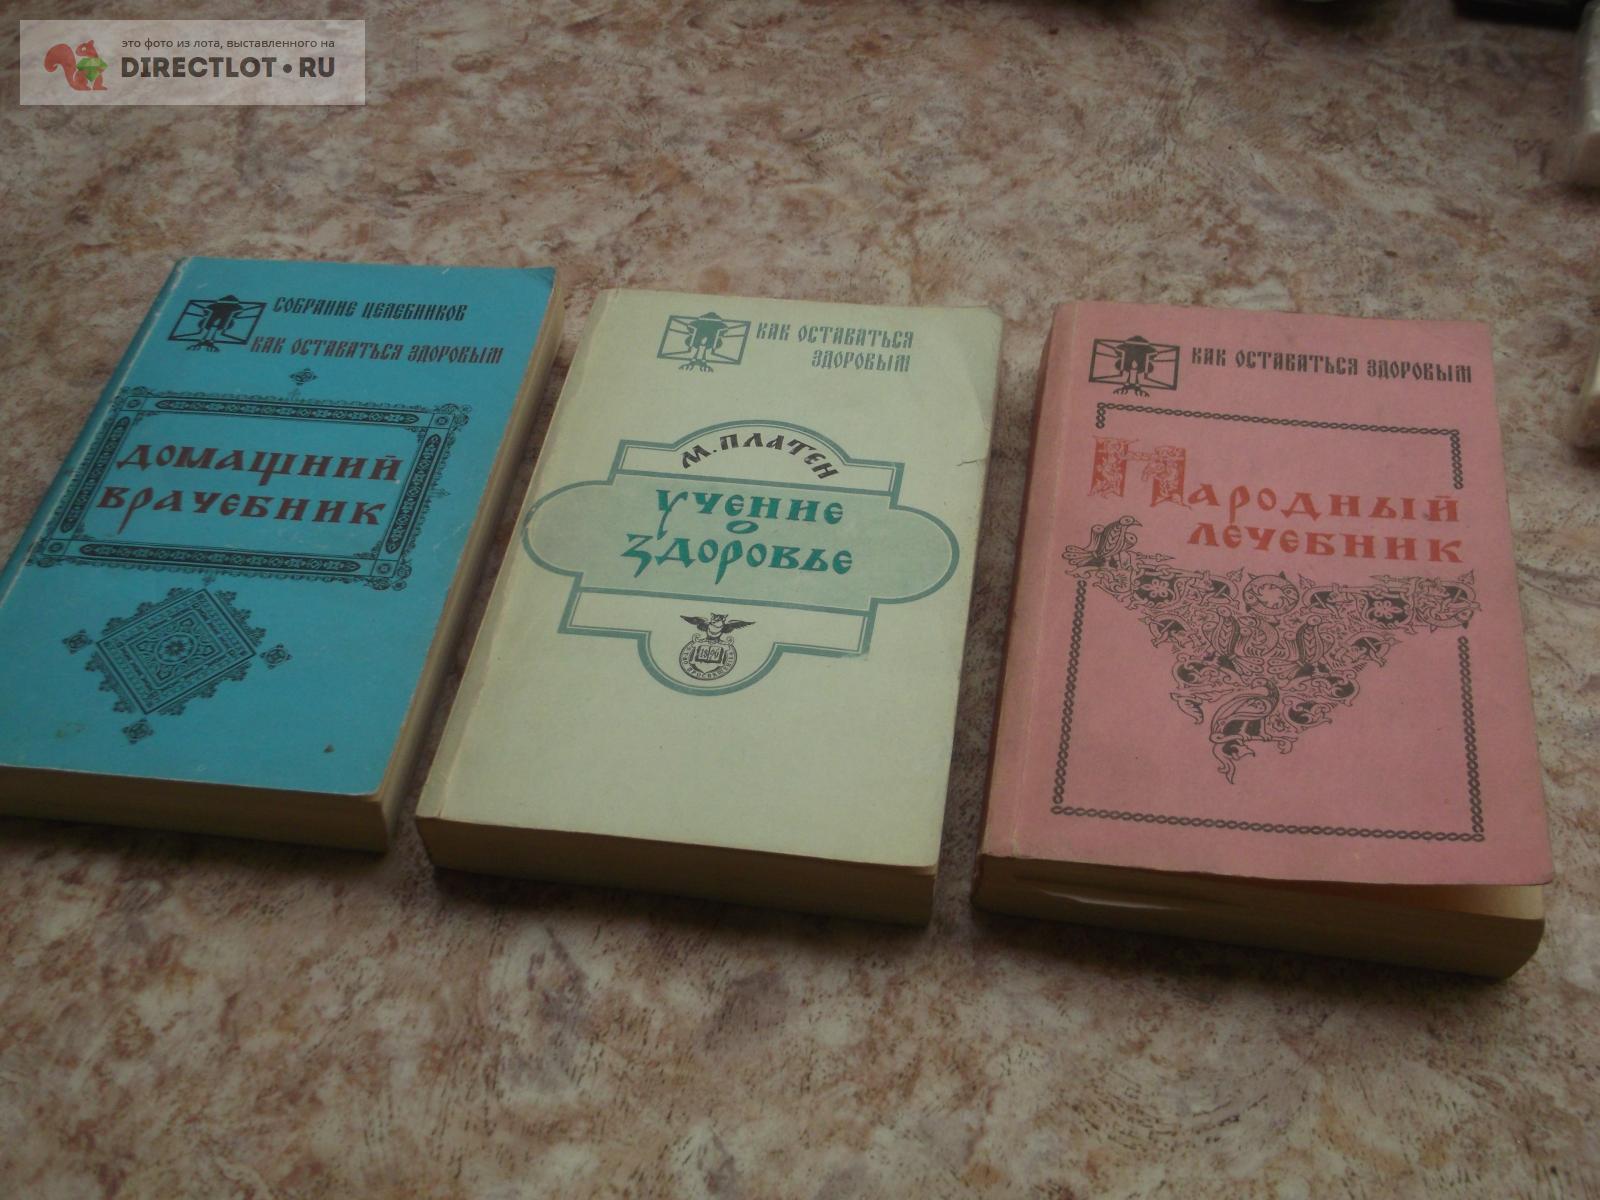 это фото из лота, выставленного на
DIRECTLOT•RU
СОБРАНИЕ ЦЕЛЕБНИКОВ
КАК ОСТАВАТЬСЯ ЗДОРОВЫМ
ДОМАШНИЙ
ВРАЧЕБНИК
КАК ОСТАВАТЬСЯ
ЗДОРОВЫМ
М. ПЛАТЕН
УЧЕНИЕ
О
ЗДОРОВЬЕ
1896
КАК ОСТАВАТЬСЯ ЗДОРОВЫМ
НАРОДНЫЙ
ЛЕЧЕБНИК